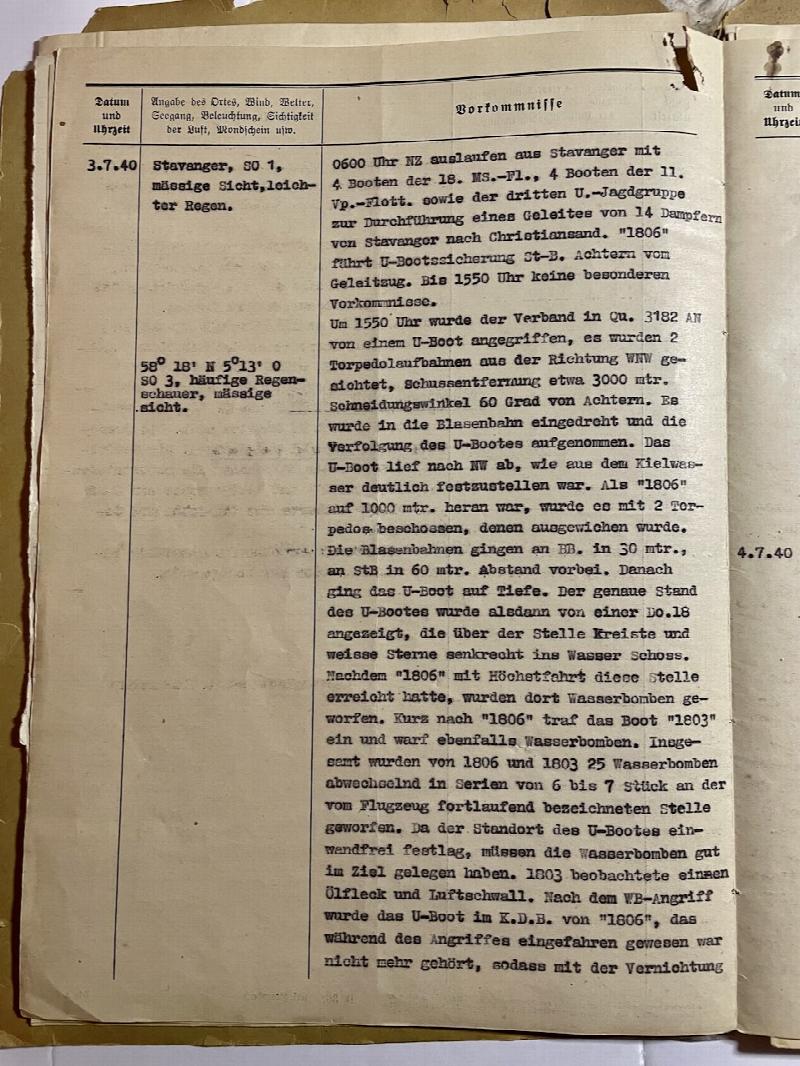 Datum
und
Uhrzeit
Angabe des Ortes, Wind, Wetter,
Seegang, Beleuchtung, Sichtigkeit
der Luft, Mondschein usw.
Vorkommnisse
3.7.40
Stavanger, SO 1,
mässige Sicht,leich-
ter Regen.
58° 18' N 5°13' O
SO 3, häufige Regen-
schauer, mässige
sicht.
0600 Uhr NZ auslaufen aus Stavanger mit
4 Booten der 18. MS.-Fl., 4 Booten der 11.
Vp.-Flott. sowie der dritten U.-Jagdgruppe
zur Durchführung eines Geleites von 14 Dampfern
von Stavanger nach Christiansand. "1806"
fährt U-Bootssicherung St-B. Achtern vom
Geleitzug. Bis 1550 Uhr keine besonderen
Vorkommnisse.
Um 1550 Uhr wurde der Verband in Qu. 3182 AN
von einem U-Boot angegriffen, es wurden 2
Torpedolaufbahnen aus der Richtung WNW ge-
sichtet, Schussentfernung etwa 3000 mtr.
Schneidungswinkel 60 Grad von Achtern. Es
wurde in die Blasenbahn eingedreht und die
Verfolgung des U-Bootes aufgenommen. Das
U-Boot lief nach NW ab, wie aus dem Kielwas-
ser deutlich festzustellen war. Als "1806"
auf 1000 mtr. heran war, wurde es mit 2 Tor-
pedos beschossen, denen ausgewichen wurde.
Die Blasenbahnen gingen an BB. in 30 mtr.,
an StB in 60 mtr. Abstand vorbei. Danach
ging das U-Boot auf Tiefe. Der genaue Stand
des U-Bootes wurde alsdann von einer Do.18
angezeigt, die über der Stelle Kreiste und
weisse Sterne senkrecht ins Wasser Schoss.
Nachdem "1806" mit Höchstfahrt diese Stelle
erreicht hatte, wurden dort Wasserbomben ge-
worfen. Kurz nach "1806" traf das Boot "1803"
ein und warf ebenfalls Wasserbomben. Insge-
samt wurden von 1806 und 1803 25 Wasserbomben
abwechselnd in Serien von 6 bis 7 Stück an der
vom Flugzeug fortlaufend bezeichneten Stelle
geworfen. Da der Standort des U-Bootes ein-
wandfrei festlag, müssen die Wasserbomben gut
im Ziel gelegen haben. 1803 beobachtete einmen
Ölfleck und Luftschwall. Nach dem WB-Angriff
wurde das U-Boot im K.D.B. von "1806", das
während des Angriffes eingefahren gewesen war
nicht mehr gehört, sodass mit der Vernichtung
Datum
und
Uhrzei
4.7.40